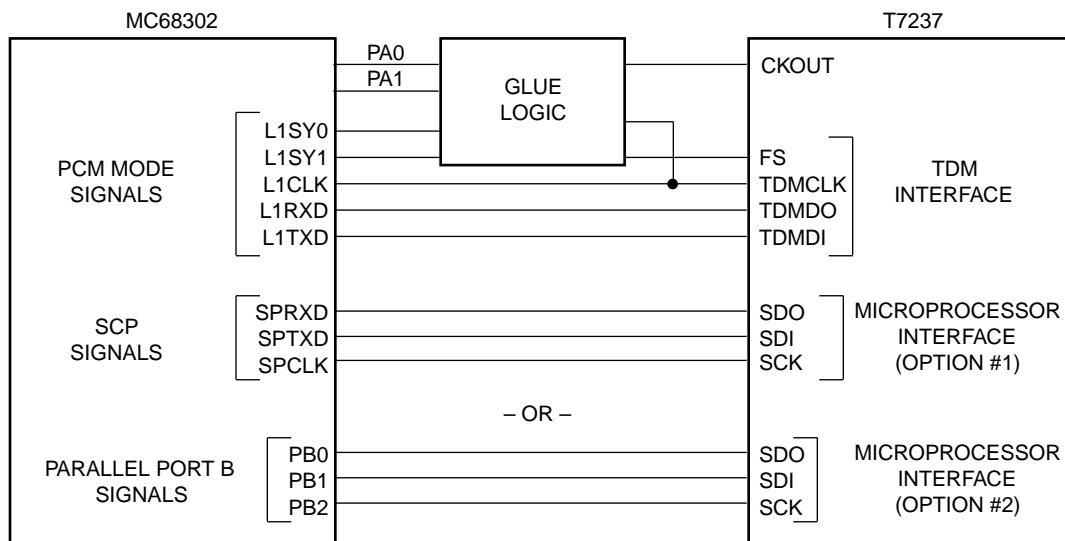 MC68302
T7237
PA0
PA1
GLUE
LOGIC
CKOUT
PCM MODE
SIGNALS
L1SY0
L1SY1
L1CLK
L1RXD
L1TXD
FS
TDMCLK
TDMDO
TDMDI
TDM
INTERFACE
SCP
SIGNALS
SPRXD
SPTXD
SPCLK
SDO
SDI
SCK
MICROPROCESSOR
INTERFACE
(OPTION #1)
– OR –
PARALLEL PORT B
SIGNALS
PB0
PB1
PB2
SDO
SDI
SCK
MICROPROCESSOR
INTERFACE
(OPTION #2)